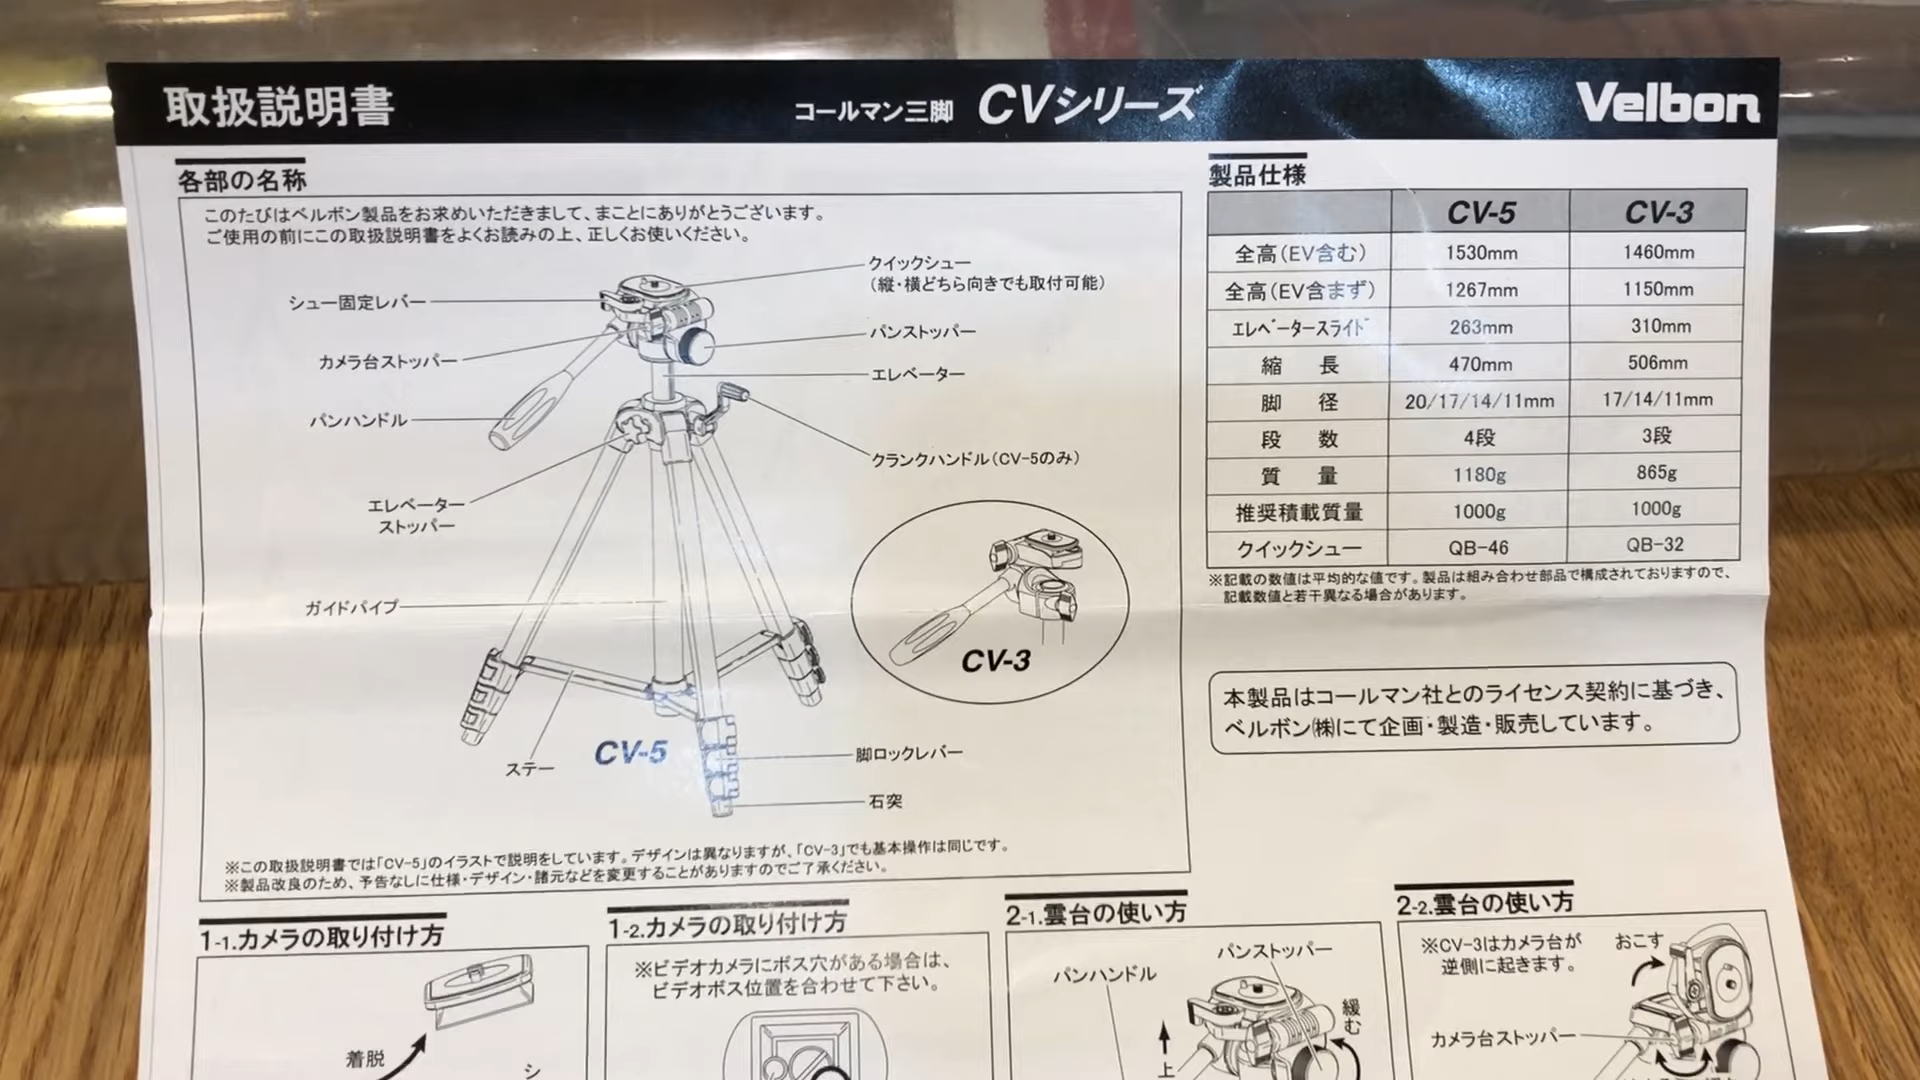 取扱説明書
コールマン三脚 CVシリーズ
Velbon
各部の名称
このたびはベルボン製品をお求めいただきまして、まことにありがとうございます。
ご使用の前にこの取扱説明書をよくお読みの上、正しくお使いください。
クイックシュー
(縦・横どちら向きでも取付可能)
シュー固定レバー
パンストッパー
カメラ台ストッパー
エレベーター
パンハンドル
クランクハンドル(CV-5のみ)
エレベーター
ストッパー
ガイドパイプ
CV-3
ステー
CV-5
脚ロックレバー
石突
※この取扱説明書では「CV-5」のイラストで説明をしています。デザインは異なりますが、「CV-3」でも基本操作は同じです。
※製品改良のため、予告なしに仕様・デザイン・諸元などを変更することがありますのでご了承ください。
製品仕様
CV-5 CV-3
全高(EV含む) 1530mm 1460mm
全高(EV含まず) 1267mm 1150mm
エレベータースライド 263mm 310mm
縮長 470mm 506mm
脚径 20/17/14/11mm 17/14/11mm
段数 4段 3段
質量 1180g 865g
推奨積載質量 1000g 1000g
クイックシュー QB-46 QB-32
※記載の数値は平均的な値です。製品は組み合わせ部品で構成されておりますので、
記載数値と若干異なる場合があります。
本製品はコールマン社とのライセンス契約に基づき、
ベルボン㈱にて企画・製造・販売しています。
1-1.カメラの取り付け方
着脱
シ
1-2.カメラの取り付け方
※ビデオカメラにボス穴がある場合は、
ビデオボス位置を合わせて下さい。
2-1.雲台の使い方
パンストッパー
パンハンドル
緩む
上
2-2.雲台の使い方
※CV-3はカメラ台が
逆側に起きます。
おこす
カメラ台ストッパー